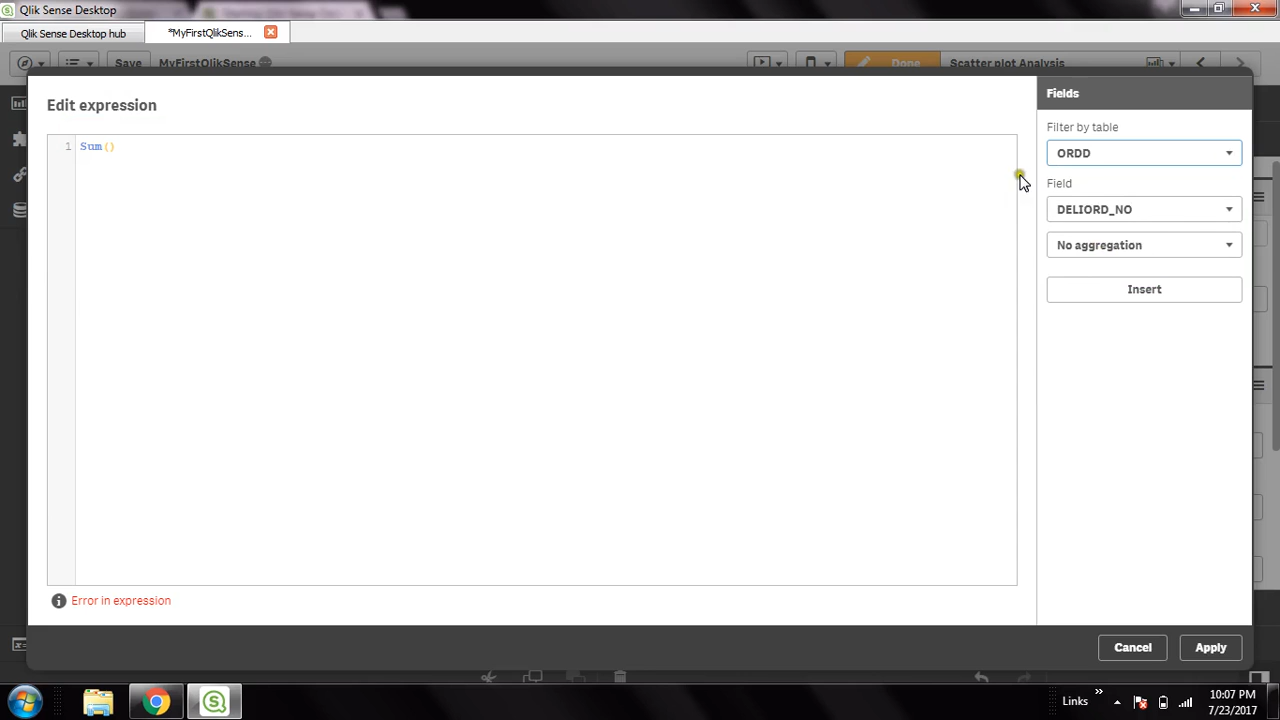 Qlik Sense Desktop
Qlik Sense Desktop hub
*MyFirstQlikSens...
Save
MyFirstQlikSense
Done
Scatter plot Analysis
Edit expression
1 Sum()
Error in expression
Fields
Filter by table
ORDD
Field
DELIORD_NO
No aggregation
Insert
Cancel
Apply
Links
10:07 PM
7/23/2017